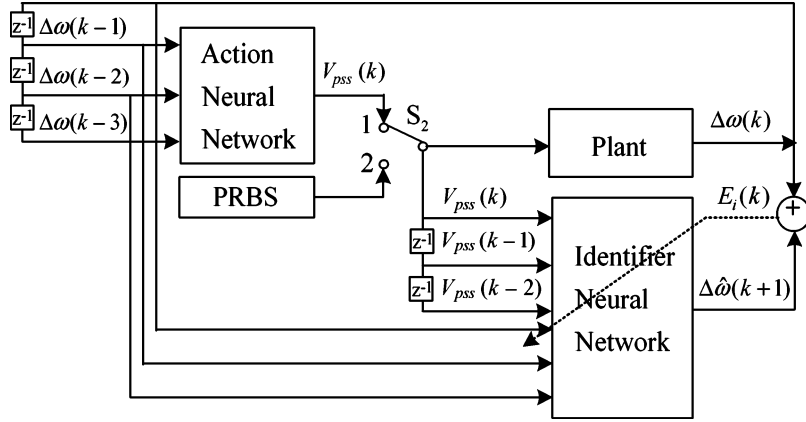 z⁻¹ Δω(k−1)
z⁻¹ Δω(k−2)
z⁻¹ Δω(k−3)
Action
Neural
Network
V_pss(k)
1
S₂
2
PRBS
Plant
Δω(k)
V_pss(k)
z⁻¹ V_pss(k−1)
z⁻¹ V_pss(k−2)
Identifier
Neural
Network
E_i(k)
+
Δω̂(k+1)